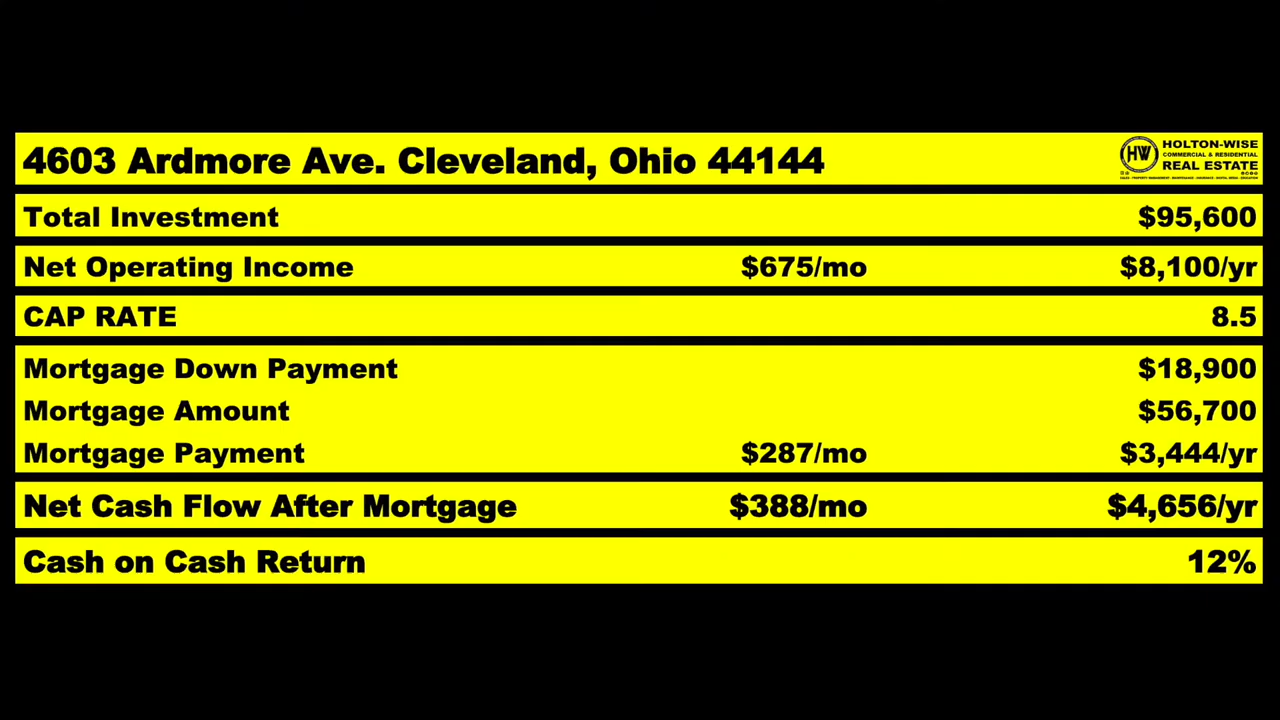 4603 Ardmore Ave. Cleveland, Ohio 44144
HW
HOLTON-WISE
COMMERCIAL & RESIDENTIAL
REAL ESTATE
Total Investment $95,600
Net Operating Income $675/mo $8,100/yr
CAP RATE 8.5
Mortgage Down Payment $18,900
Mortgage Amount $56,700
Mortgage Payment $287/mo $3,444/yr
Net Cash Flow After Mortgage $388/mo $4,656/yr
Cash on Cash Return 12%